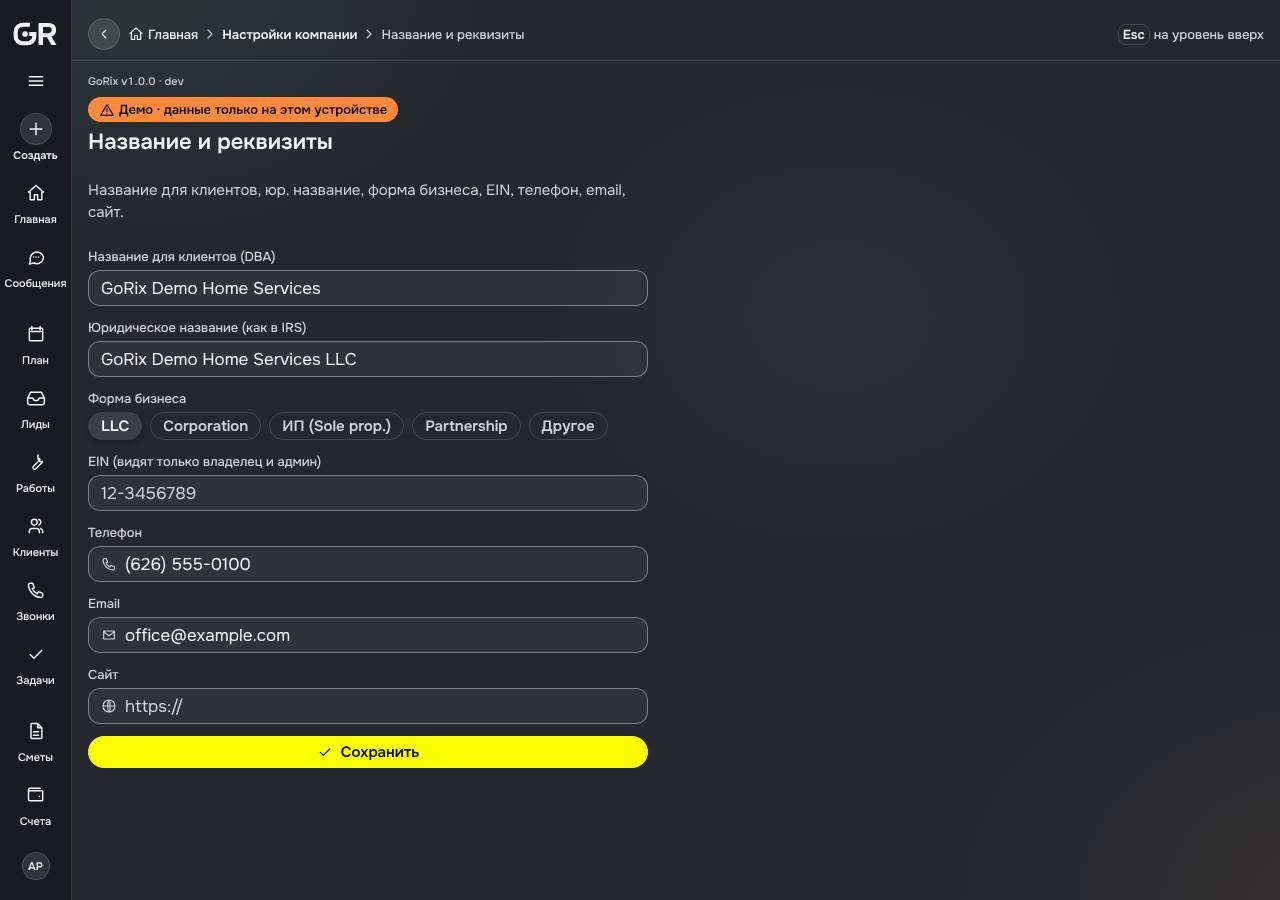 GR
Главная
Настройки компании
Название и реквизиты
Esc на уровень вверх
GoRix v1.0.0 · dev
Демо · данные только на этом устройстве
Название и реквизиты
Название для клиентов, юр. название, форма бизнеса, EIN, телефон, email,
сайт.
Название для клиентов (DBA)
GoRix Demo Home Services
Юридическое название (как в IRS)
GoRix Demo Home Services LLC
Форма бизнеса
LLC
Corporation
ИП (Sole prop.)
Partnership
Другое
EIN (видят только владелец и админ)
12-3456789
Телефон
(626) 555-0100
Email
office@example.com
Сайт
https://
Сохранить
Создать
Главная
Сообщения
План
Лиды
Работы
Клиенты
Звонки
Задачи
Сметы
Счета
AP